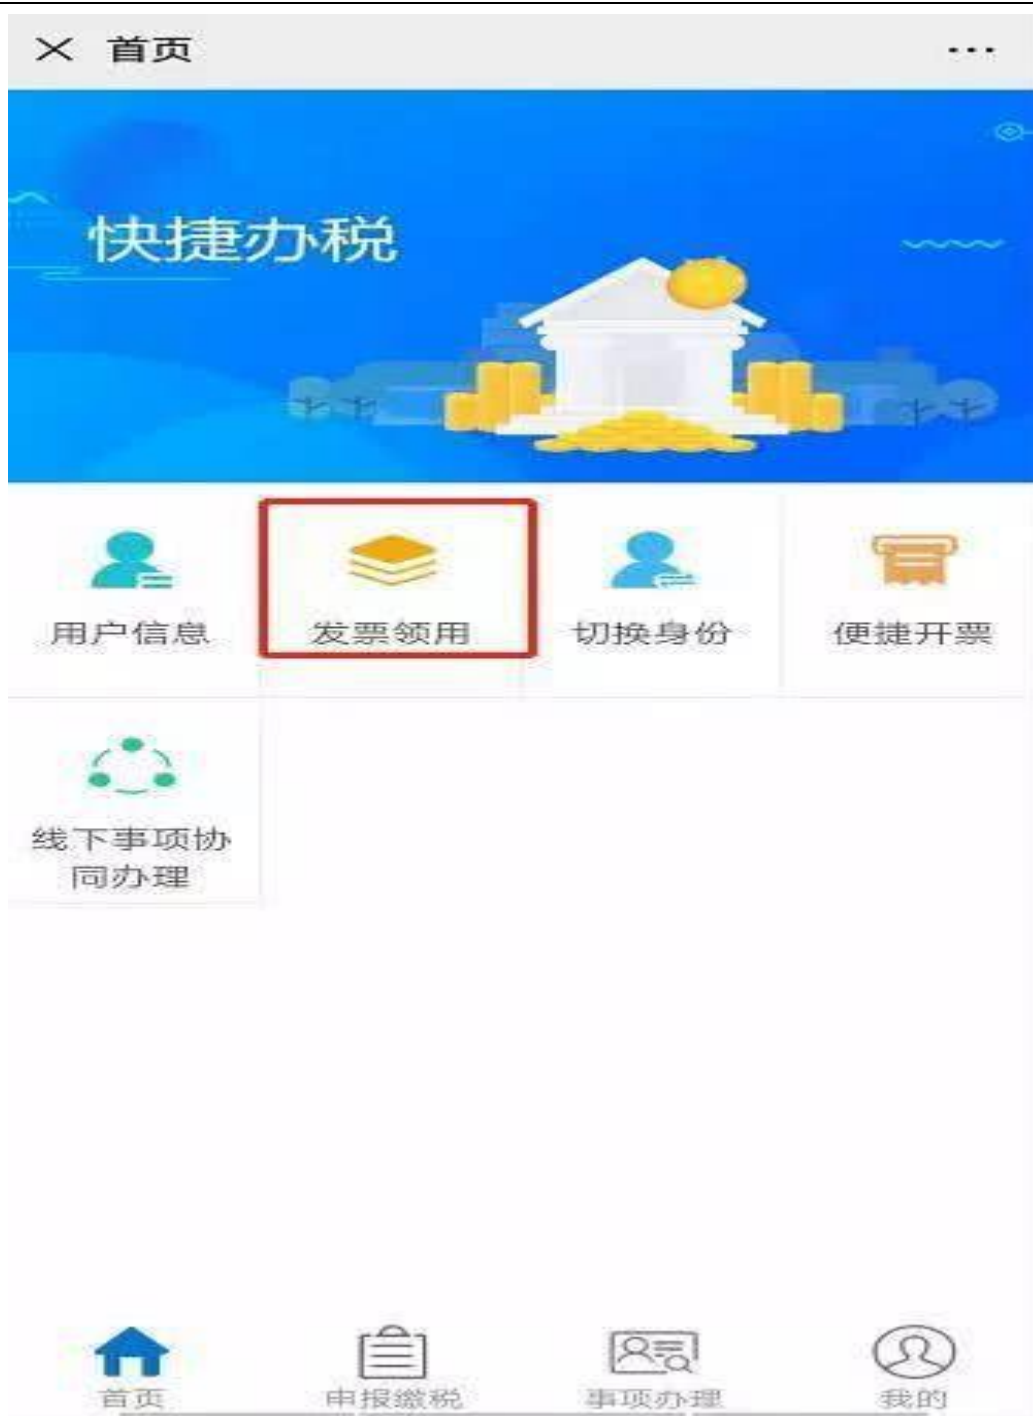 首页
快捷办税
用户信息
发票领用
切换身份
便捷开票
线下事项协
同办理
首页
申报缴税
事项办理
我的